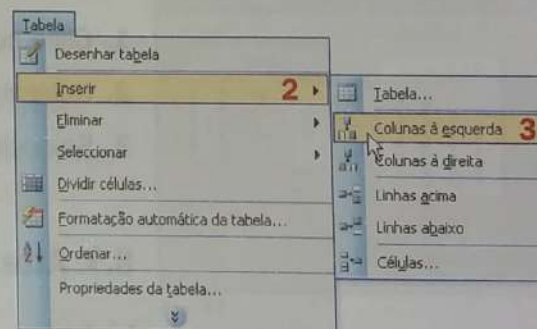 Tabela
Desenhar tabela
Inserir 2
Eliminar
Seleccionar
Dividir células...
Formatação automática da tabela...
Ordenar...
Propriedades da tabela...
Tabela...
Colunas à esquerda 3
Colunas à direita
Linhas acima
Linhas abaixo
Células...